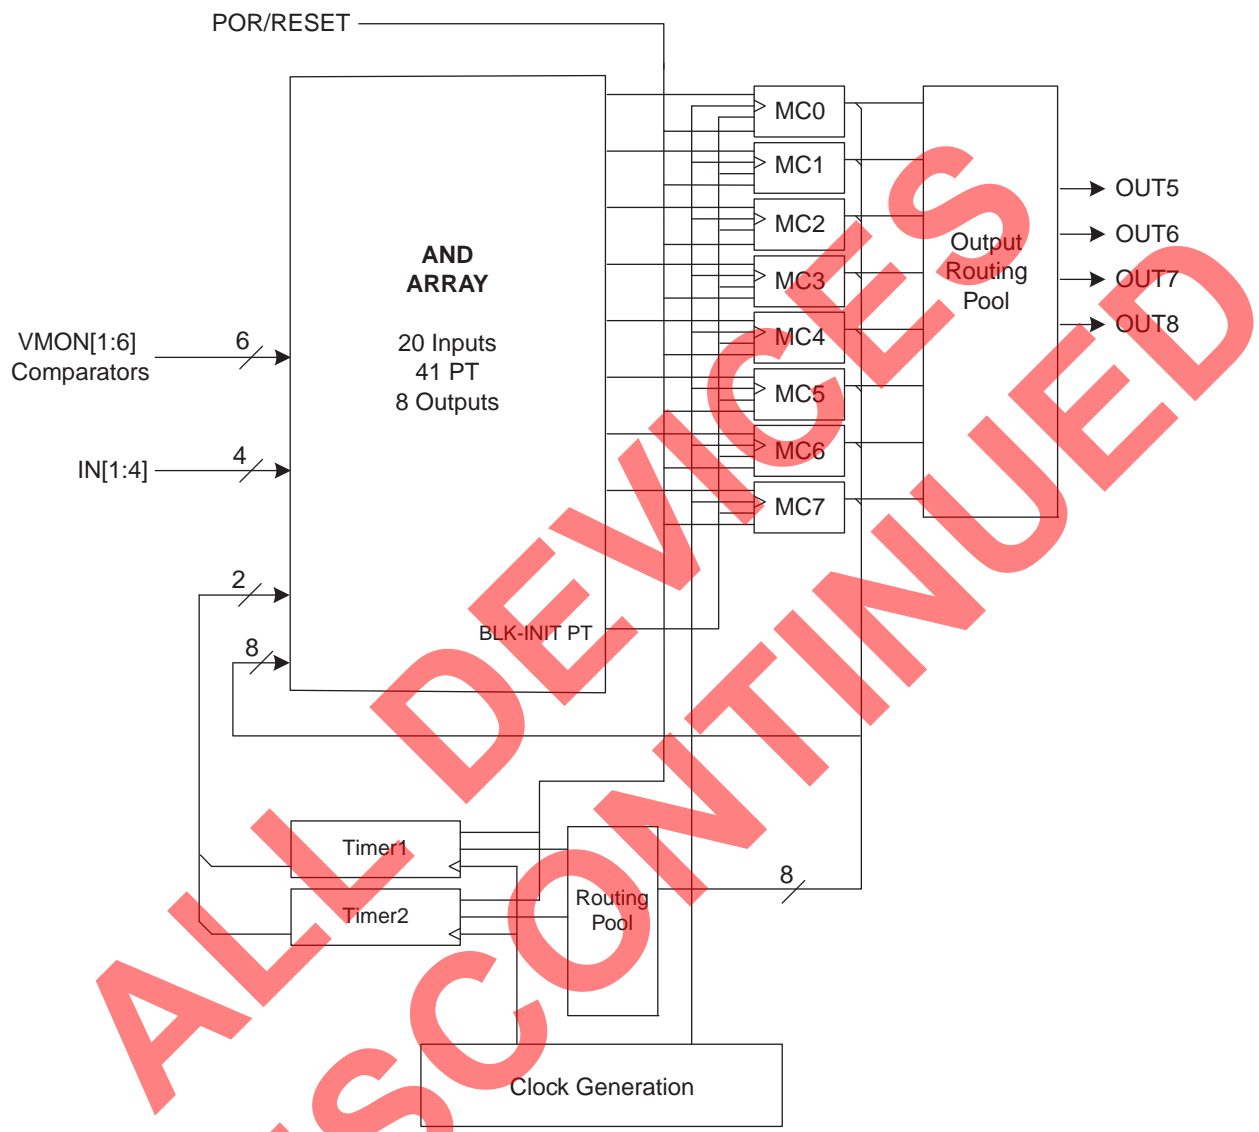 POR/RESET
AND
ARRAY
20 Inputs
41 PT
8 Outputs
VMON[1:6]
Comparators
6
IN[1:4]
4
2
8
BLK-INIT PT
MC0
MC1
MC2
MC3
MC4
MC5
MC6
MC7
Output
Routing
Pool
OUT5
OUT6
OUT7
OUT8
Timer1
Timer2
Routing
Pool
8
Clock Generation
ALL DEVICES
ISCONTINUED